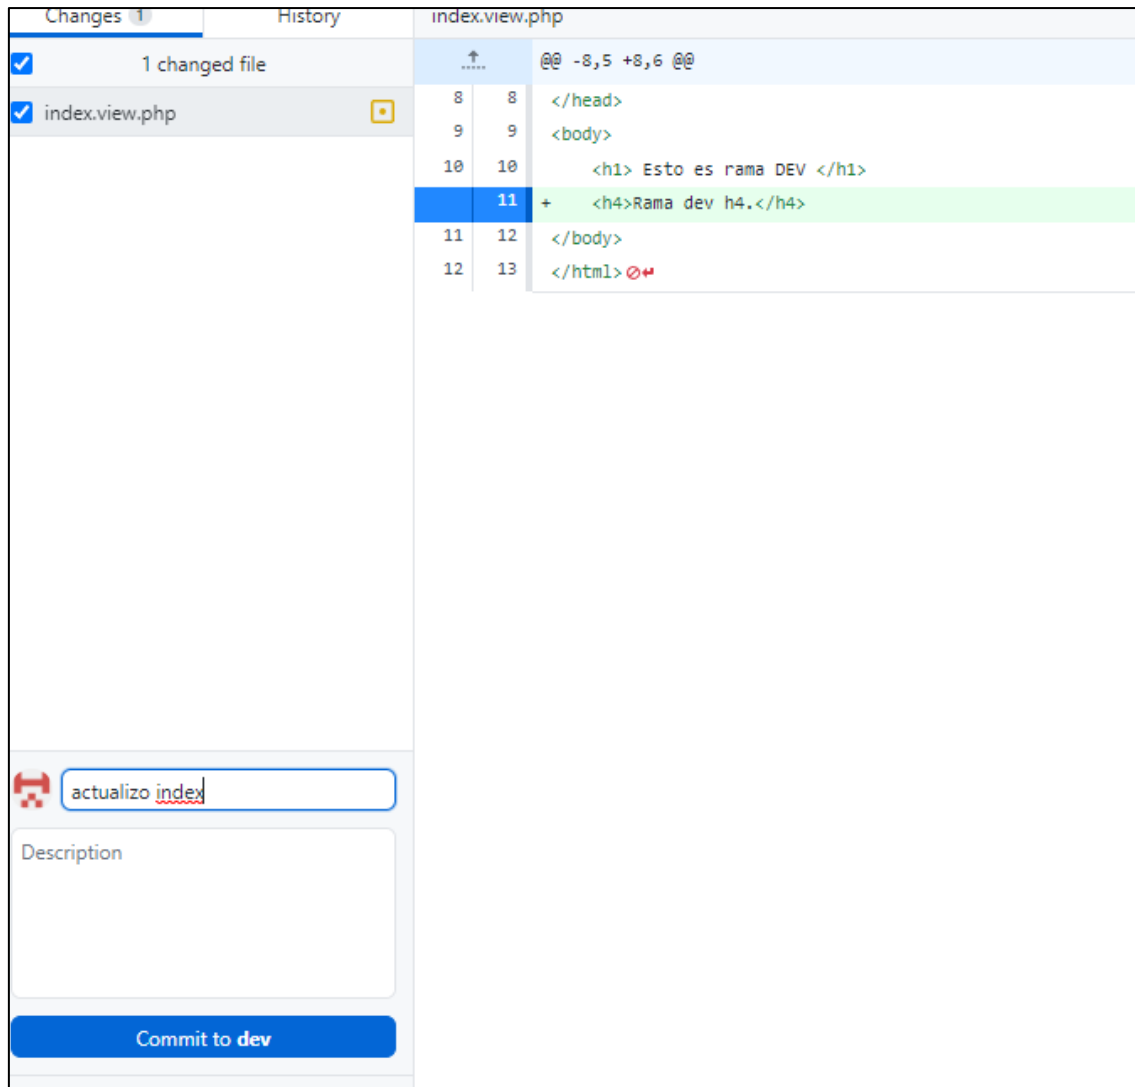 Changes 1 History
1 changed file
index.view.php
index.view.php
@@ -8,5 +8,6 @@
8 8 </head>
9 9 <body>
10 10 <h1> Esto es rama DEV </h1>
11 + <h4>Rama dev h4.</h4>
11 12 </body>
12 13 </html>
actualizo index
Description
Commit to dev